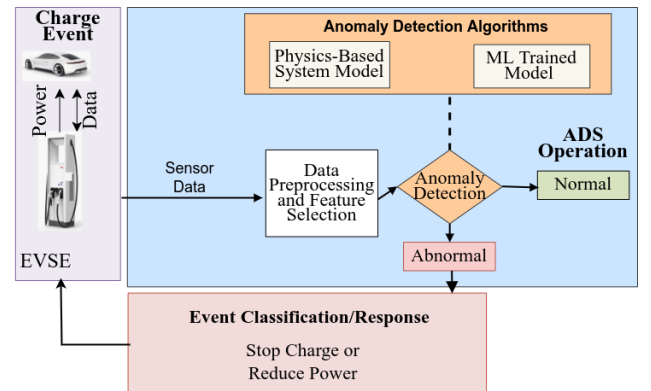 Charge
Event
Power
Data
EVSE
Sensor
Data
Anomaly Detection Algorithms
Physics-Based
System Model
ML Trained
Model
Data
Preprocessing
and Feature
Selection
Anomaly
Detection
ADS
Operation
Normal
Abnormal
Event Classification/Response
Stop Charge or
Reduce Power